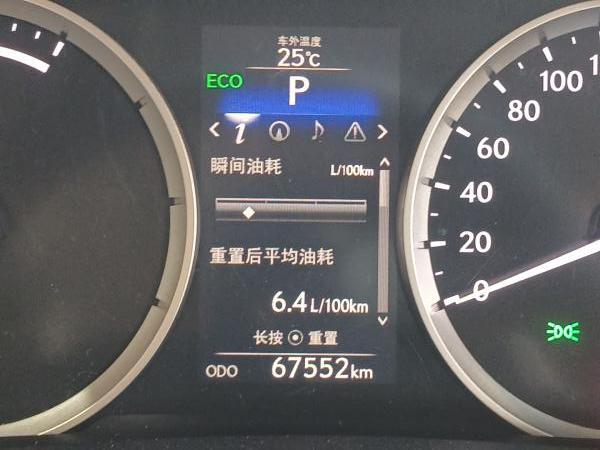 车外温度
25℃
ECO
P
瞬间油耗 L/100km
重置后平均油耗
6.4 L/100km
长按 重置
ODO 67552km
100
80
60
40
20
0